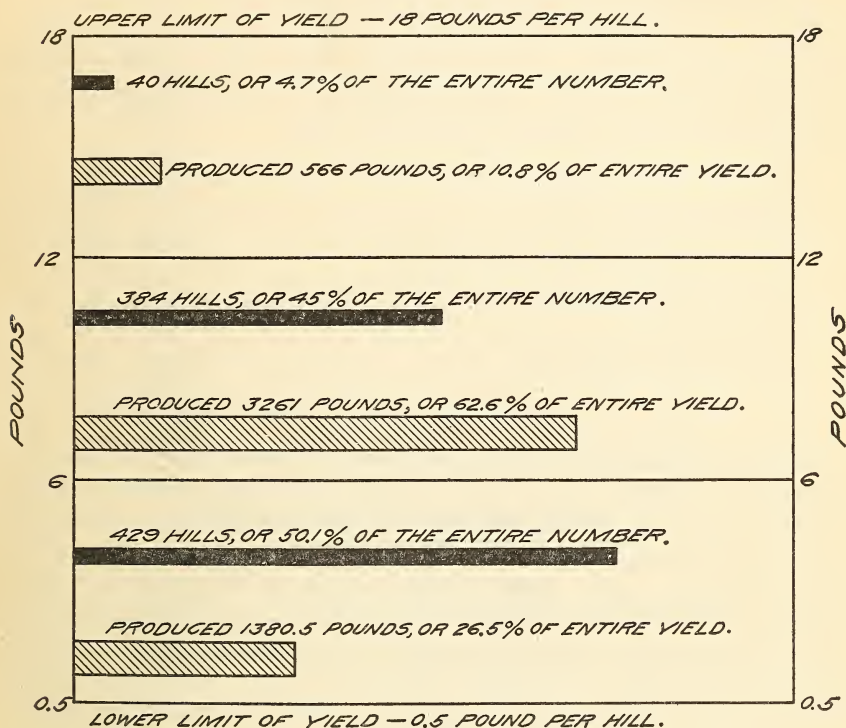 UPPER LIMIT OF YIELD — 18 POUNDS PER HILL.
18 18
40 HILLS, OR 4.7% OF THE ENTIRE NUMBER.
PRODUCED 566 POUNDS, OR 10.8% OF ENTIRE YIELD.
12 12
384 HILLS, OR 45% OF THE ENTIRE NUMBER.
POUNDS POUNDS
PRODUCED 3261 POUNDS, OR 62.6% OF ENTIRE YIELD.
6 6
429 HILLS, OR 50.1% OF THE ENTIRE NUMBER.
PRODUCED 1380.5 POUNDS, OR 26.5% OF ENTIRE YIELD.
0.5 0.5
LOWER LIMIT OF YIELD — 0.5 POUND PER HILL.